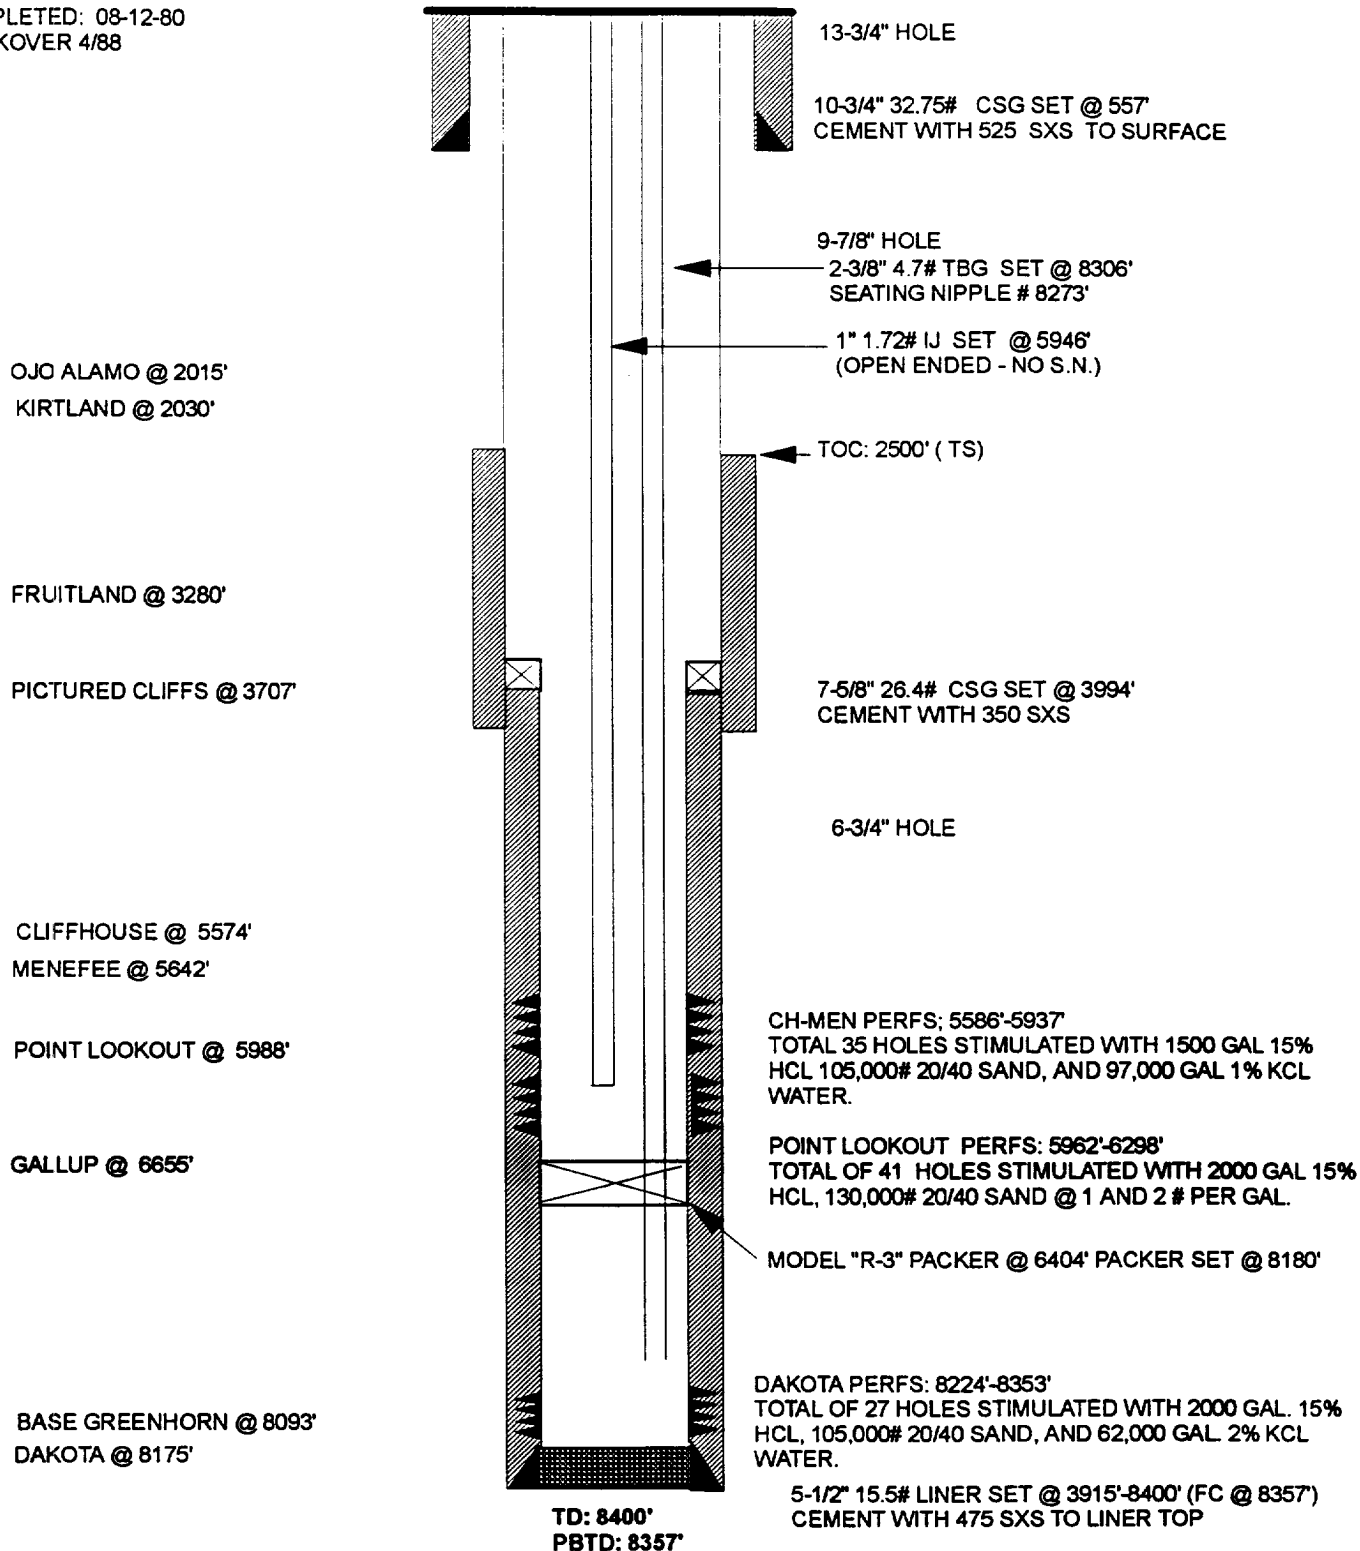 PLETED: 08-12-80
KOVER 4/88
13-3/4" HOLE
10-3/4" 32.75# CSG SET @ 557'
CEMENT WITH 525 SXS TO SURFACE
9-7/8" HOLE
2-3/8" 4.7# TBG SET @ 8306'
SEATING NIPPLE # 8273'
1" 1.72# IJ SET @ 5946'
(OPEN ENDED - NO S.N.)
OJO ALAMO @ 2015'
KIRTLAND @ 2030'
TOC: 2500' ( TS)
FRUITLAND @ 3280'
PICTURED CLIFFS @ 3707'
7-5/8" 26.4# CSG SET @ 3994'
CEMENT WITH 350 SXS
6-3/4" HOLE
CLIFFHOUSE @ 5574'
MENEFEE @ 5642'
POINT LOOKOUT @ 5988'
CH-MEN PERFS; 5586'-5937'
TOTAL 35 HOLES STIMULATED WITH 1500 GAL 15%
HCL 105,000# 20/40 SAND, AND 97,000 GAL 1% KCL
WATER.
GALLUP @ 6655'
POINT LOOKOUT PERFS: 5962'-6298'
TOTAL OF 41 HOLES STIMULATED WITH 2000 GAL 15%
HCL, 130,000# 20/40 SAND @ 1 AND 2 # PER GAL.
MODEL "R-3" PACKER @ 6404' PACKER SET @ 8180'
DAKOTA PERFS: 8224'-8353'
TOTAL OF 27 HOLES STIMULATED WITH 2000 GAL. 15%
HCL, 105,000# 20/40 SAND, AND 62,000 GAL 2% KCL
WATER.
BASE GREENHORN @ 8093'
DAKOTA @ 8175'
5-1/2" 15.5# LINER SET @ 3915'-8400' (FC @ 8357')
CEMENT WITH 475 SXS TO LINER TOP
TD: 8400'
PBTD: 8357'